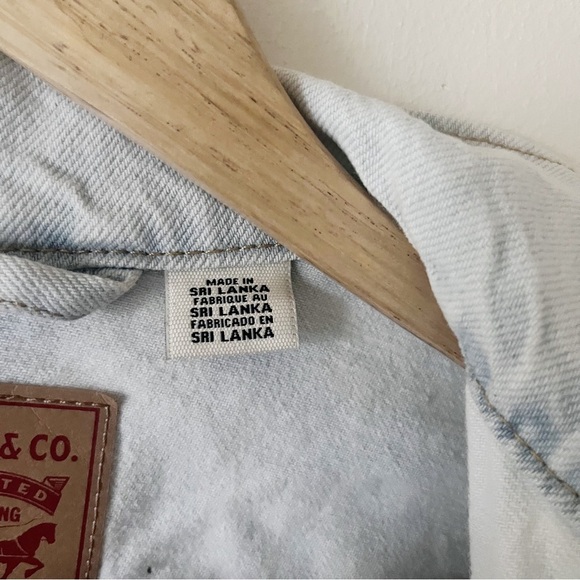 MADE IN
SRI LANKA
FABRIQUE AU
SRI LANKA
FABRICADO EN
SRI LANKA
& CO.